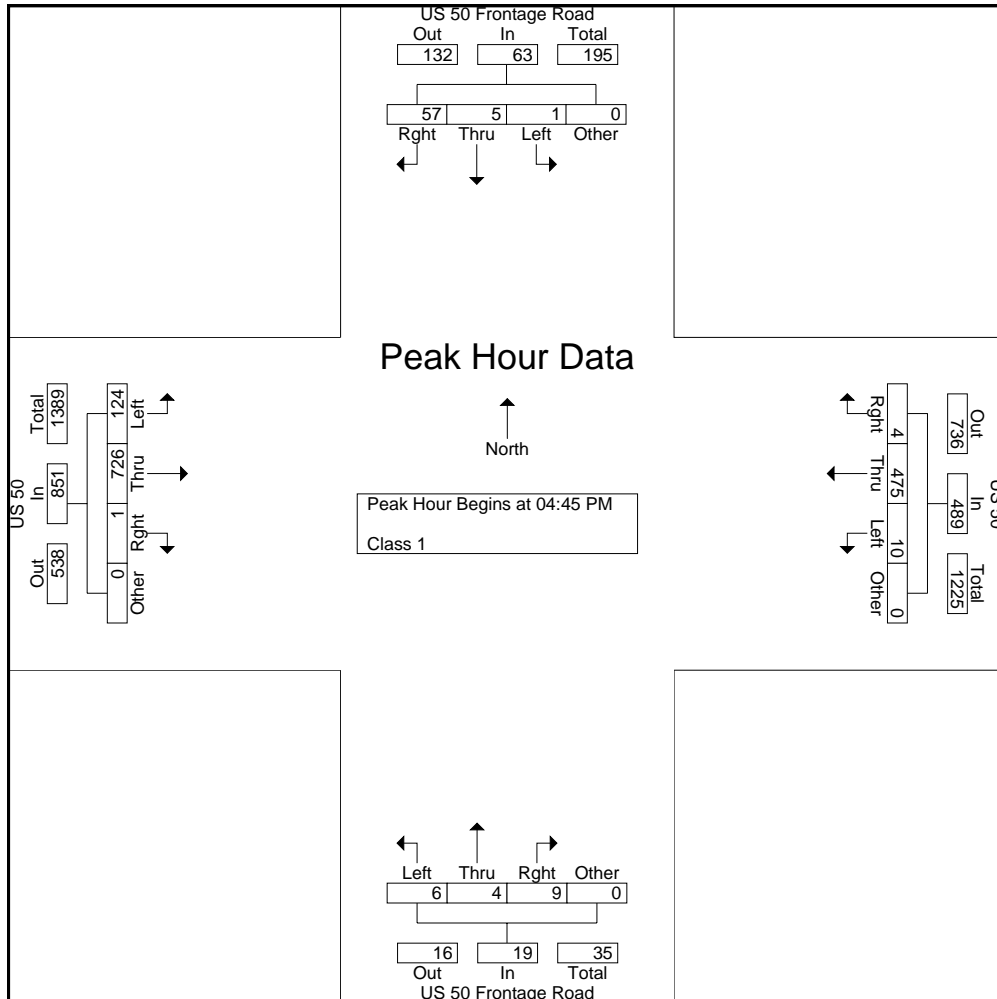 US 50 Frontage Road
Out In Total
132 63 195
57 5 1 0
Rght Thru Left Other
Peak Hour Data
North
Peak Hour Begins at 04:45 PM
Class 1
US 50
Total In Out
1389 851 538
124 726 1 0
Left Thru Rght Other
Rght Thru Left Other
4 475 10 0
736 489 1225
Out In Total
US 50
Left Thru Rght Other
6 4 9 0
16 19 35
Out In Total
US 50 Frontage Road